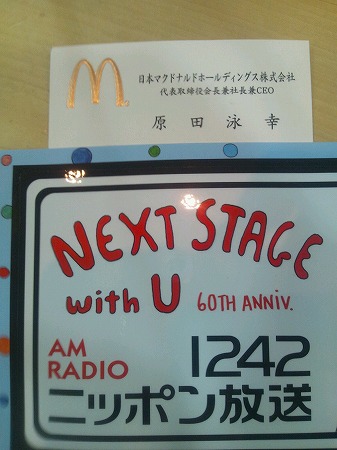 日本マクドナルドホールディングス株式会社
代表取締役会長兼社長兼CEO
原田泳幸
NEXT STAGE
with U 60TH ANNIV.
AM
RADIO
1242
ニッポン放送